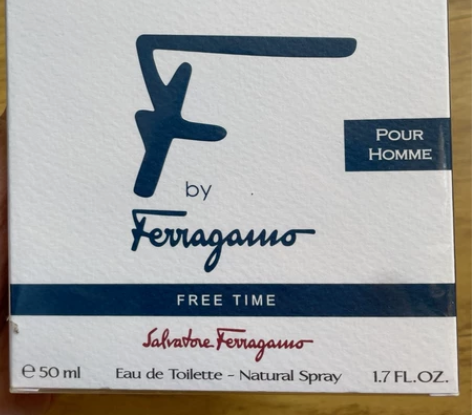 F
by
Ferragamo
POUR
HOMME
FREE TIME
Salvatore Ferragamo
℮ 50 ml Eau de Toilette - Natural Spray 1.7 FL.OZ.